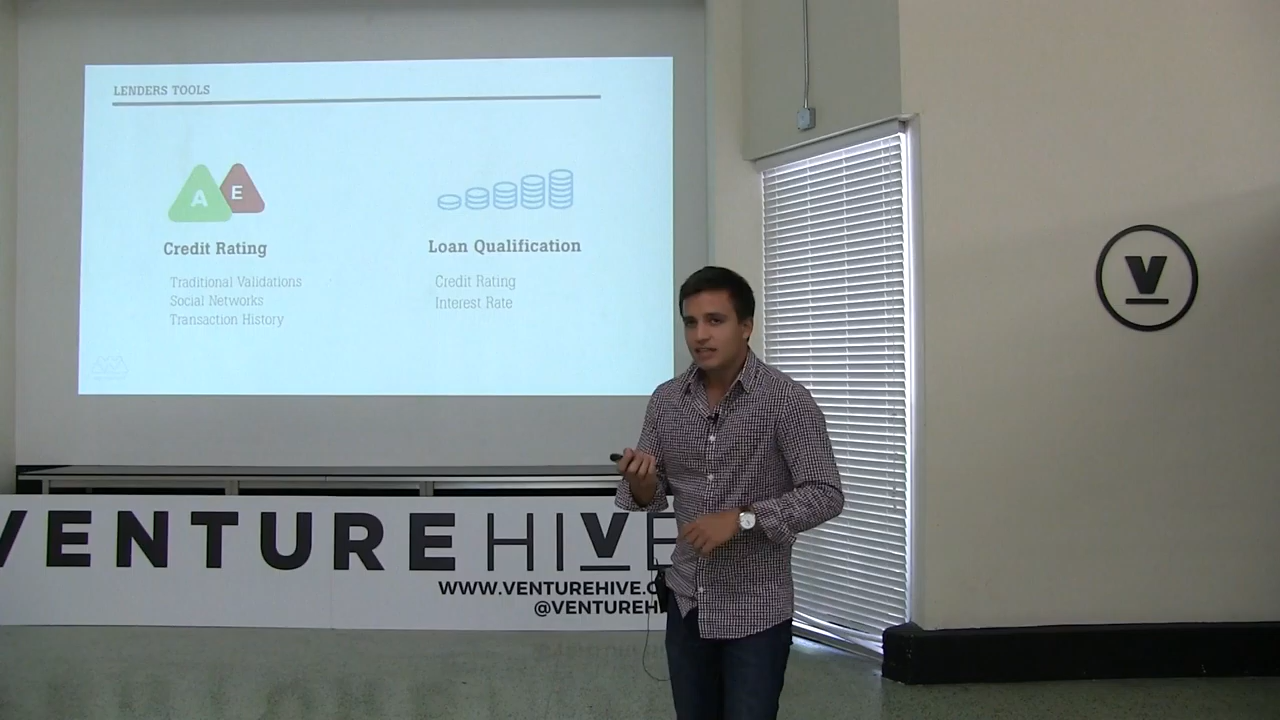 LENDERS TOOLS
A
E
Credit Rating
Traditional Validations
Social Networks
Transaction History
Loan Qualification
Credit Rating
Interest Rate
V
VENTURE HIVE
WWW.VENTUREHIVE.C
@VENTUREH